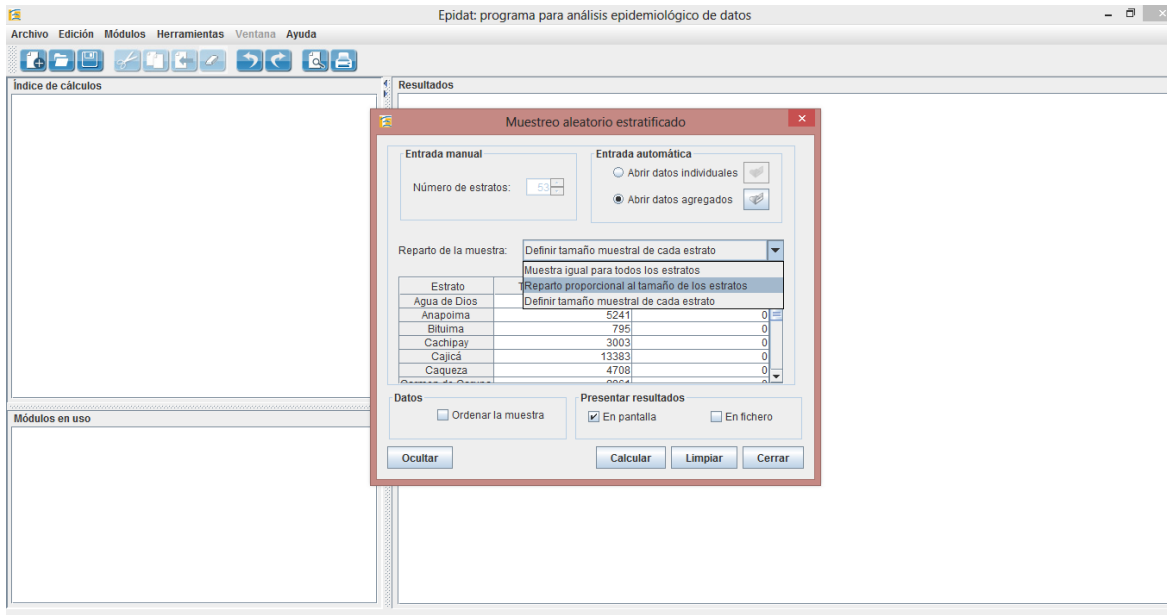 Epidat: programa para análisis epidemiológico de datos
Archivo Edición Módulos Herramientas Ventana Ayuda
Índice de cálculos
Resultados
Muestreo aleatorio estratificado
Entrada manual
Número de estratos: 53
Entrada automática
Abrir datos individuales
Abrir datos agregados
Reparto de la muestra: Definir tamaño muestral de cada estrato
Muestra igual para todos los estratos
Reparto proporcional al tamaño de los estratos
Definir tamaño muestral de cada estrato
Estrato
Agua de Dios
Anapoima 5241 0
Bituima 795 0
Cachipay 3003 0
Cajicá 13383 0
Caqueza 4708 0
Datos
Ordenar la muestra
Presentar resultados
En pantalla En fichero
Ocultar Calcular Limpiar Cerrar
Módulos en uso